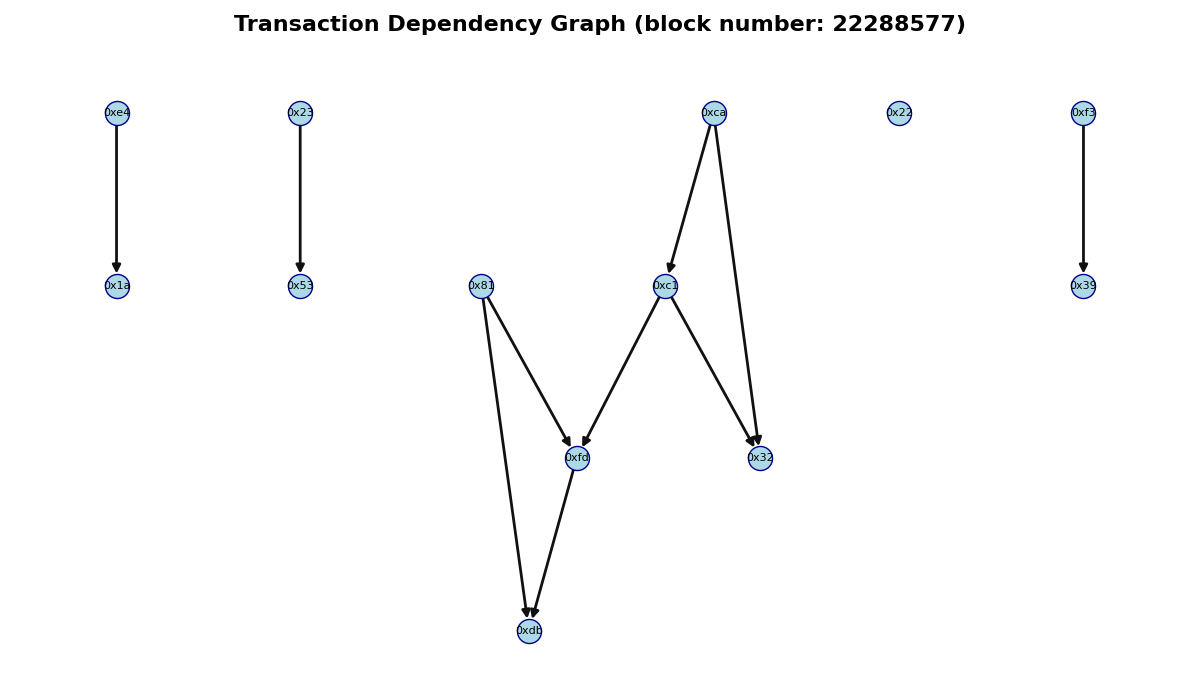 Transaction Dependency Graph (block number: 22288577)
0xe4
0x23
0xca
0x22
0xf3
0x1a
0x53
0x81
0xc1
0x39
0xfd
0x32
0xdb